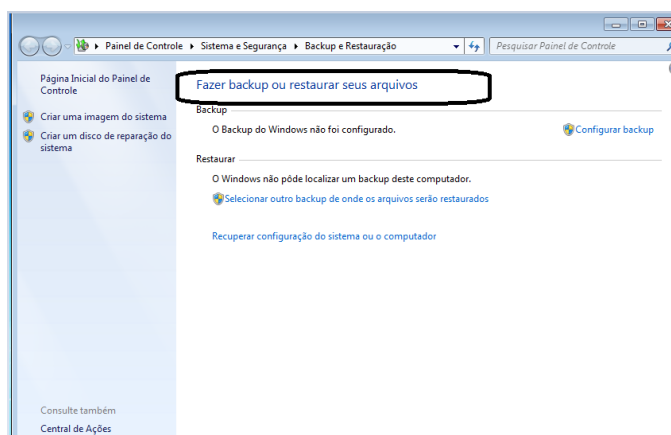 Painel de Controle ▸ Sistema e Segurança ▸ Backup e Restauração
Pesquisar Painel de Controle
Página Inicial do Painel de
Controle
Criar uma imagem do sistema
Criar um disco de reparação do
sistema
Fazer backup ou restaurar seus arquivos
Backup
O Backup do Windows não foi configurado.
Configurar backup
Restaurar
O Windows não pôde localizar um backup deste computador.
Selecionar outro backup de onde os arquivos serão restaurados
Recuperar configuração do sistema ou o computador
Consulte também
Central de Ações